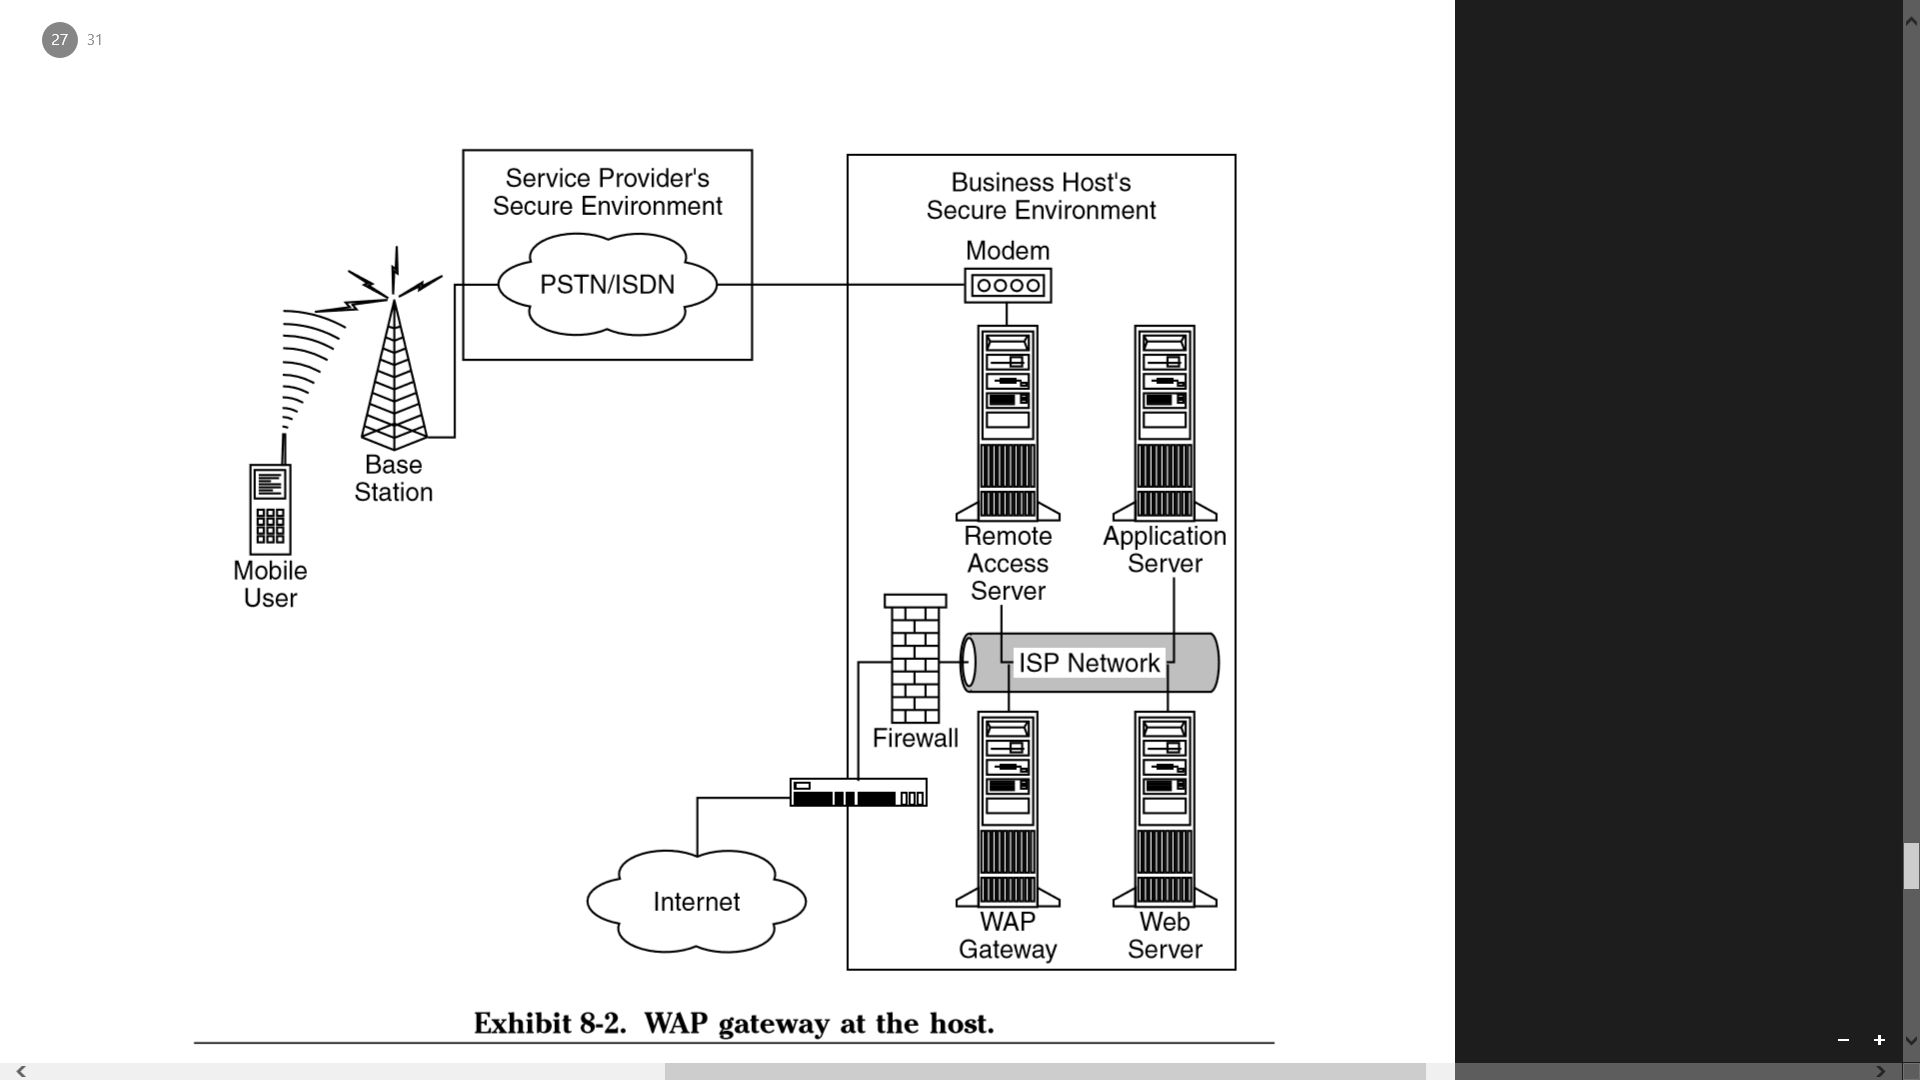 27 31
Service Provider's
Secure Environment
PSTN/ISDN
Business Host's
Secure Environment
Modem
Base
Station
Mobile
User
Remote
Access
Server
Application
Server
ISP Network
Firewall
Internet
WAP
Gateway
Web
Server
Exhibit 8-2. WAP gateway at the host.